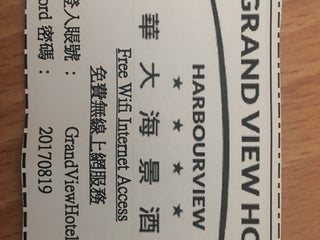 GRAND VIEW HO
HARBOURVIEW
★ ★ ★ ★
華大海景酒
Free Wifi Internet Access
免費無線上網服務
登入賬號： GrandViewHotel
ord 密碼： 20170819